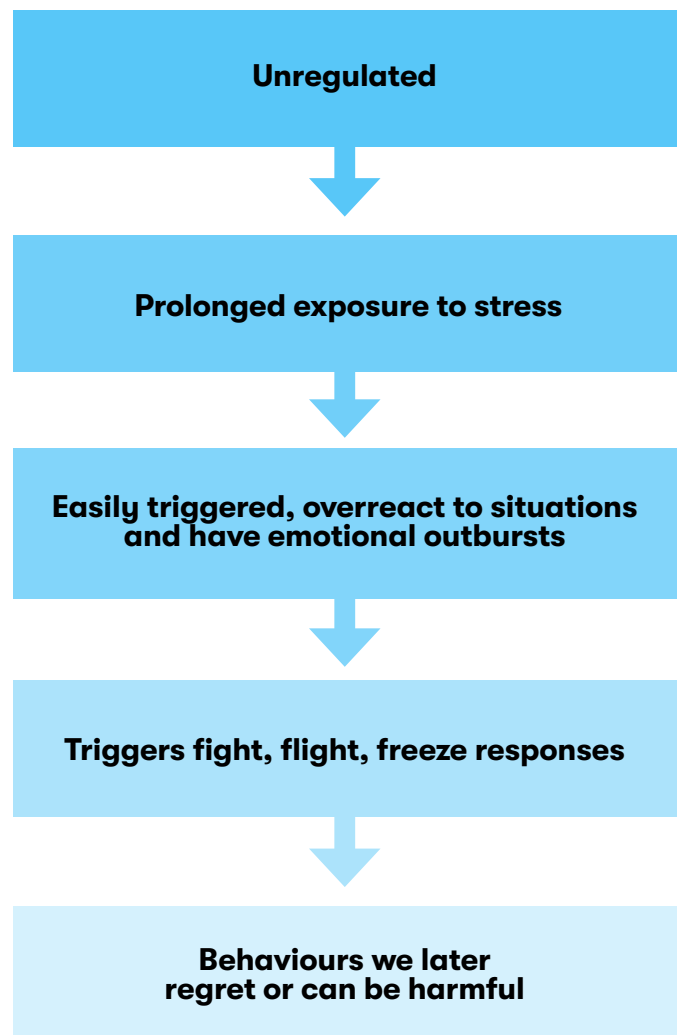 Unregulated
Prolonged exposure to stress
Easily triggered, overreact to situations
and have emotional outbursts
Triggers fight, flight, freeze responses
Behaviours we later
regret or can be harmful